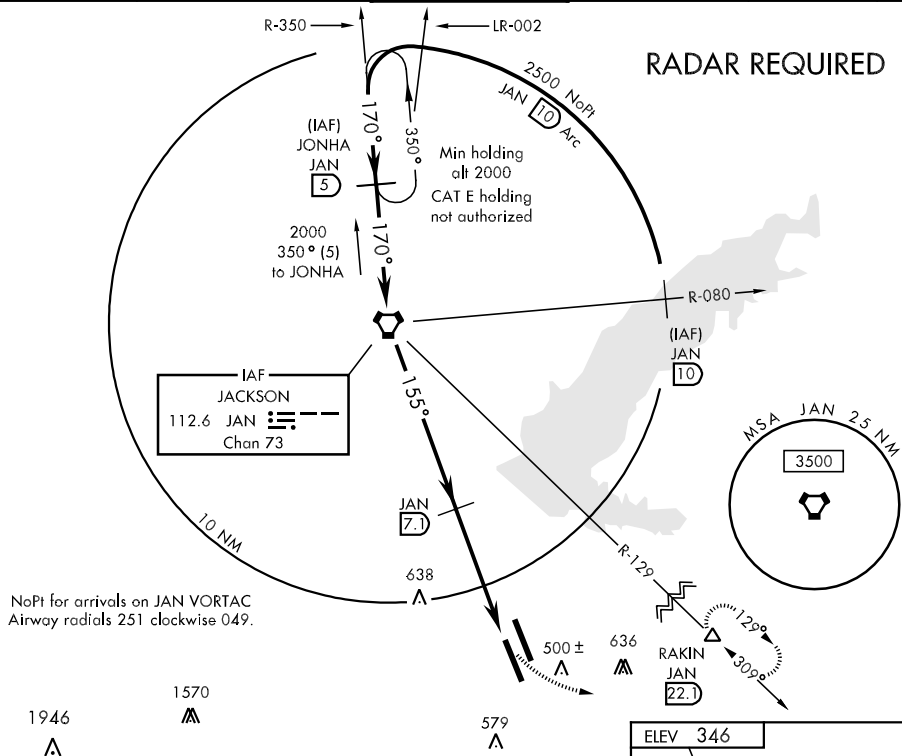 R-350
LR-002
RADAR REQUIRED
2500 NoPt
JAN 10 Arc
(IAF)
JONHA
JAN
5
170°
350°
Min holding
alt 2000
CAT E holding
not authorized
2000
350° (5)
to JONHA
170°
R-080
(IAF)
JAN
10
IAF
JACKSON
112.6 JAN
Chan 73
155°
MSA JAN 25 NM
3500
JAN
7.1
10 NM
R-129
638
NoPt for arrivals on JAN VORTAC
Airway radials 251 clockwise 049.
129°
309°
500 ±
636
RAKIN
JAN
22.1
1570
1946
579
ELEV 346